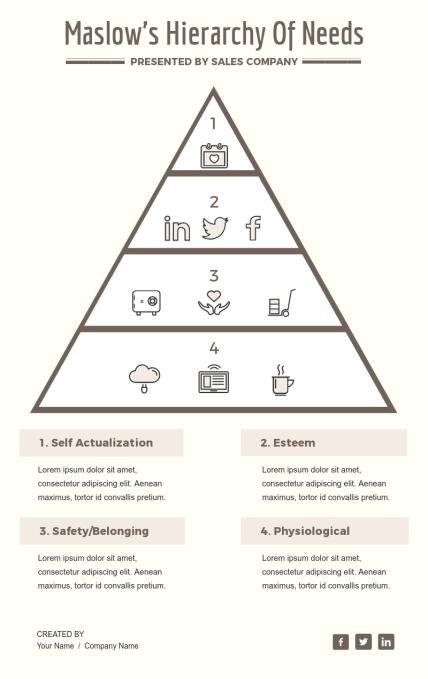 Maslow's Hierarchy Of Needs
PRESENTED BY SALES COMPANY
1
2
in f
3
4
1. Self Actualization
Lorem ipsum dolor sit amet,
consectetur adipiscing elit. Aenean
maximus, tortor id convallis pretium.
2. Esteem
Lorem ipsum dolor sit amet,
consectetur adipiscing elit. Aenean
maximus, tortor id convallis pretium.
3. Safety/Belonging
Lorem ipsum dolor sit amet,
consectetur adipiscing elit. Aenean
maximus, tortor id convallis pretium.
4. Physiological
Lorem ipsum dolor sit amet,
consectetur adipiscing elit. Aenean
maximus, tortor id convallis pretium.
CREATED BY
Your Name / Company Name
f in